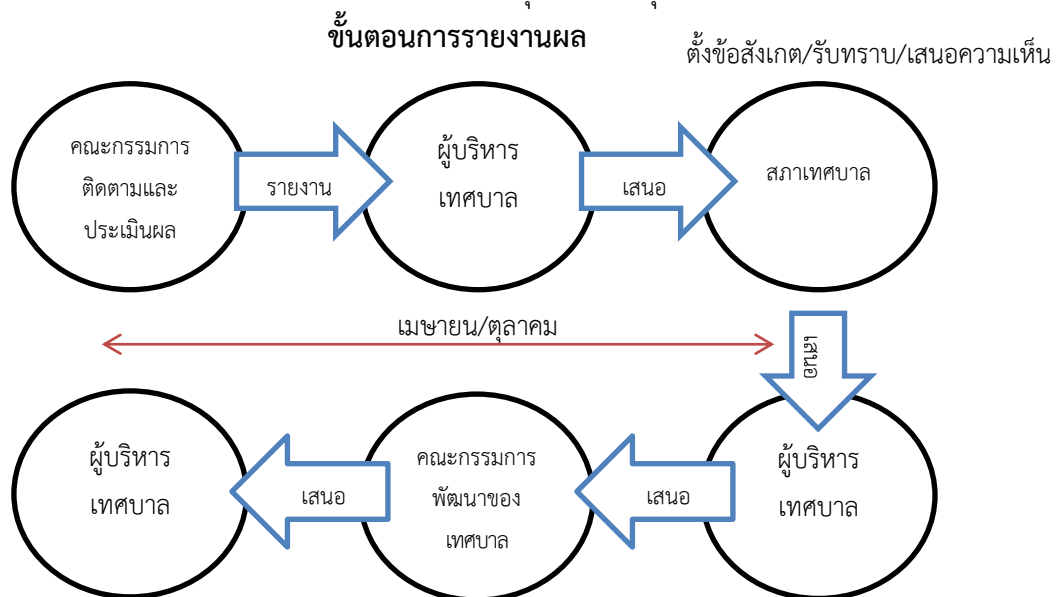 ขั้นตอนการรายงานผล
ตั้งข้อสังเกต/รับทราบ/เสนอความเห็น
คณะกรรมการ
ติดตามและ
ประเมินผล
รายงาน
ผู้บริหาร
เทศบาล
เสนอ
สภาเทศบาล
เมษายน/ตุลาคม
เสนอ
ผู้บริหาร
เทศบาล
เสนอ
คณะกรรมการ
พัฒนาของ
เทศบาล
เสนอ
ผู้บริหาร
เทศบาล